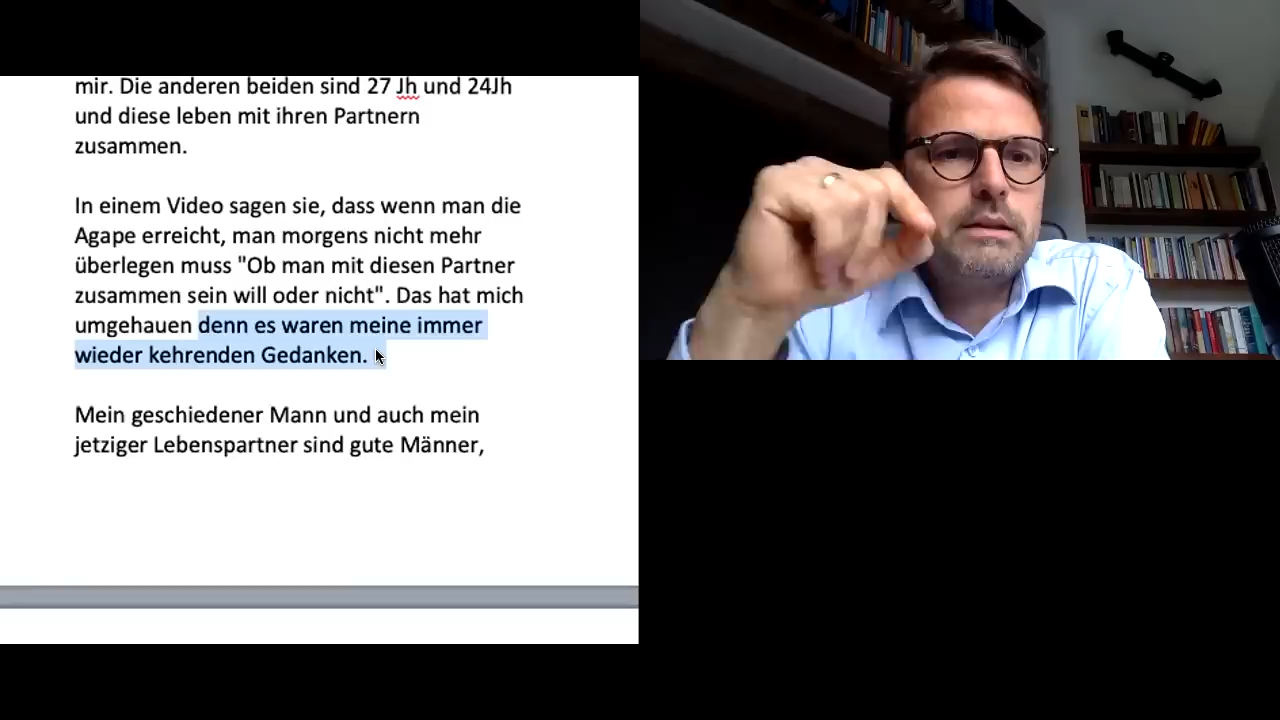 mir. Die anderen beiden sind 27 Jh und 24Jh
und diese leben mit ihren Partnern
zusammen.
In einem Video sagen sie, dass wenn man die
Agape erreicht, man morgens nicht mehr
überlegen muss "Ob man mit diesen Partner
zusammen sein will oder nicht". Das hat mich
umgehauen denn es waren meine immer
wieder kehrenden Gedanken.
Mein geschiedener Mann und auch mein
jetziger Lebenspartner sind gute Männer,